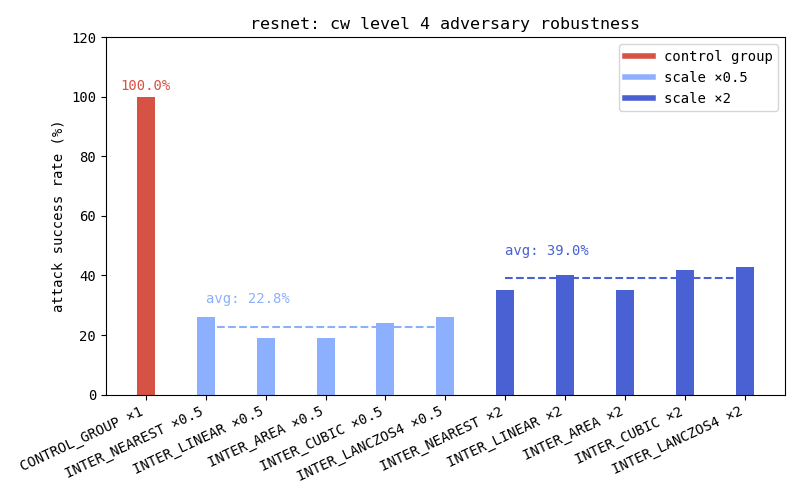 resnet: cw level 4 adversary robustness
attack success rate (%)
120
100
80
60
40
20
0
control group
scale ×0.5
scale ×2
100.0%
avg: 22.8%
avg: 39.0%
CONTROL_GROUP ×1
INTER_NEAREST ×0.5
INTER_LINEAR ×0.5
INTER_AREA ×0.5
INTER_CUBIC ×0.5
INTER_LANCZOS4 ×0.5
INTER_NEAREST ×2
INTER_LINEAR ×2
INTER_AREA ×2
INTER_CUBIC ×2
INTER_LANCZOS4 ×2